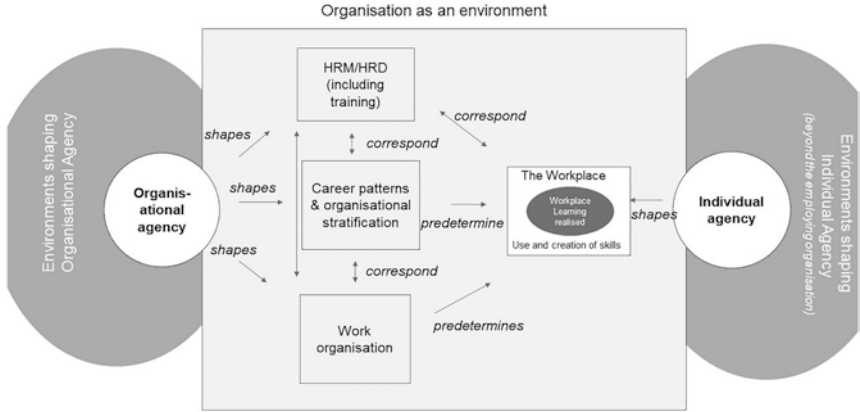 Organisation as an environment
Environments shaping
Organisational Agency
Organis-
ational
agency
shapes
shapes
shapes
HRM/HRD
(including
training)
correspond
correspond
Career patterns
& organisational
stratification
predetermine
correspond
Work
organisation
predetermines
The Workplace
Workplace
Learning
realised
Use and creation of skills
shapes
Individual
agency
Environments shaping
Individual Agency
(beyond the employing organisation)